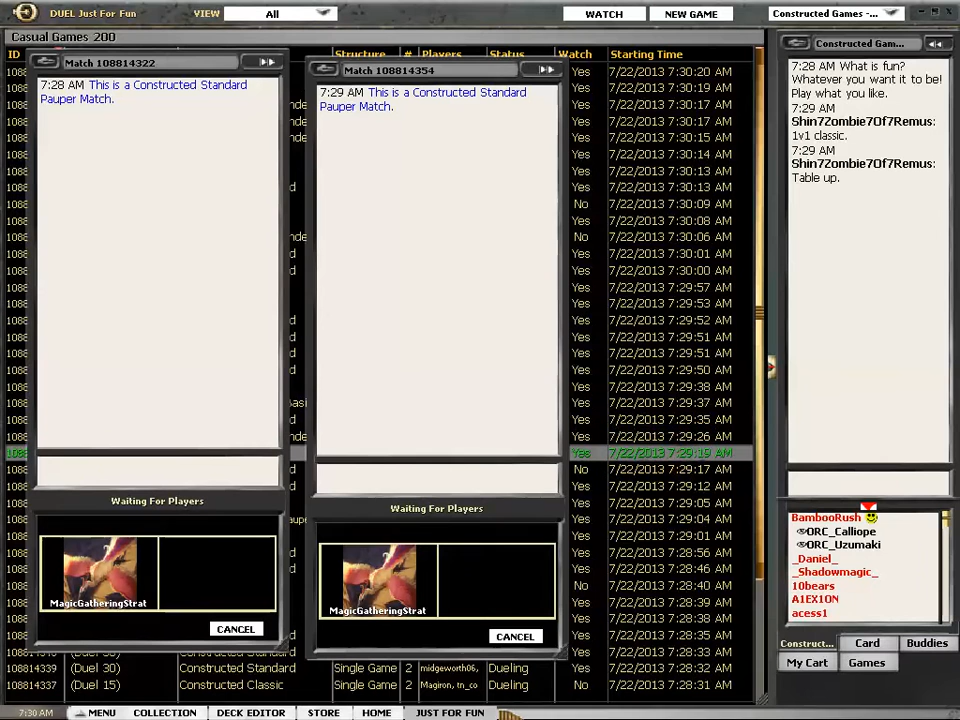 DUEL Just For Fun VIEW All WATCH NEW GAME Constructed Games -...
Casual Games 200
ID Structure # Players Status Watch Starting Time
Match 108814322
7:28 AM This is a Constructed Standard
Pauper Match.
Waiting For Players
MagicGatheringStrat
CANCEL
Match 108814354
7:29 AM This is a Constructed Standard
Pauper Match.
Waiting For Players
MagicGatheringStrat
CANCEL
Yes 7/22/2013 7:30:20 AM
Yes 7/22/2013 7:30:19 AM
Yes 7/22/2013 7:30:17 AM
Yes 7/22/2013 7:30:17 AM
Yes 7/22/2013 7:30:15 AM
Yes 7/22/2013 7:30:14 AM
Yes 7/22/2013 7:30:13 AM
Yes 7/22/2013 7:30:13 AM
No 7/22/2013 7:30:09 AM
Yes 7/22/2013 7:30:08 AM
No 7/22/2013 7:30:06 AM
Yes 7/22/2013 7:30:01 AM
Yes 7/22/2013 7:30:00 AM
Yes 7/22/2013 7:29:57 AM
Yes 7/22/2013 7:29:53 AM
Yes 7/22/2013 7:29:52 AM
Yes 7/22/2013 7:29:51 AM
Yes 7/22/2013 7:29:51 AM
Yes 7/22/2013 7:29:50 AM
Yes 7/22/2013 7:29:38 AM
Yes 7/22/2013 7:29:37 AM
Yes 7/22/2013 7:29:35 AM
Yes 7/22/2013 7:29:26 AM
Yes 7/22/2013 7:29:19 AM
No 7/22/2013 7:29:17 AM
Yes 7/22/2013 7:29:12 AM
Yes 7/22/2013 7:29:05 AM
Yes 7/22/2013 7:29:04 AM
Yes 7/22/2013 7:29:01 AM
Yes 7/22/2013 7:28:56 AM
Yes 7/22/2013 7:28:46 AM
No 7/22/2013 7:28:40 AM
Yes 7/22/2013 7:28:39 AM
Yes 7/22/2013 7:28:38 AM
Yes 7/22/2013 7:28:35 AM
Yes 7/22/2013 7:28:33 AM
108814339 (Duel 30) Constructed Standard Single Game 2 midgeworth06, Dueling Yes 7/22/2013 7:28:32 AM
108814337 (Duel 15) Constructed Classic Single Game 2 Magiron, tn_co Dueling No 7/22/2013 7:28:31 AM
Constructed Gam...
7:28 AM What is fun?
Whatever you want it to be!
Play what you like.
7:29 AM
Shin7Zombie7Of7Remus:
1v1 classic.
7:29 AM
Shin7Zombie7Of7Remus:
Table up.
BambooRush
ORC_Calliope
ORC_Uzumaki
_Daniel_
_Shadowmagic_
10bears
A1EX1ON
acess1
Construct... Card Buddies
My Cart Games
7:30 AM MENU COLLECTION DECK EDITOR STORE HOME JUST FOR FUN